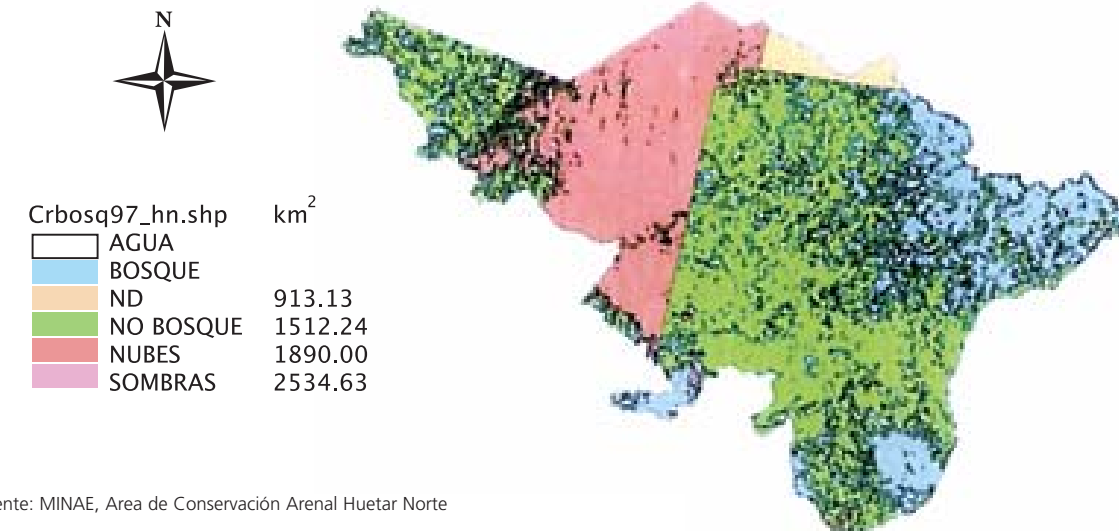 N
Crbosq97_hn.shp km²
AGUA
BOSQUE
ND 913.13
NO BOSQUE 1512.24
NUBES 1890.00
SOMBRAS 2534.63
ente: MINAE, Area de Conservación Arenal Huetar Norte